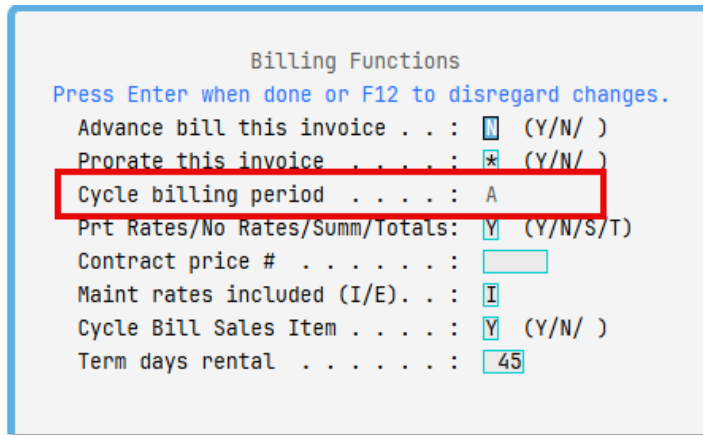 Billing Functions
Press Enter when done or F12 to disregard changes.
Advance bill this invoice . . : N (Y/N/ )
Prorate this invoice . . . . : * (Y/N/ )
Cycle billing period . . . . : A
Prt Rates/No Rates/Summ/Totals: Y (Y/N/S/T)
Contract price # . . . . . . :
Maint rates included (I/E). . : I
Cycle Bill Sales Item . . . . : Y (Y/N/ )
Term days rental . . . . . . : 45